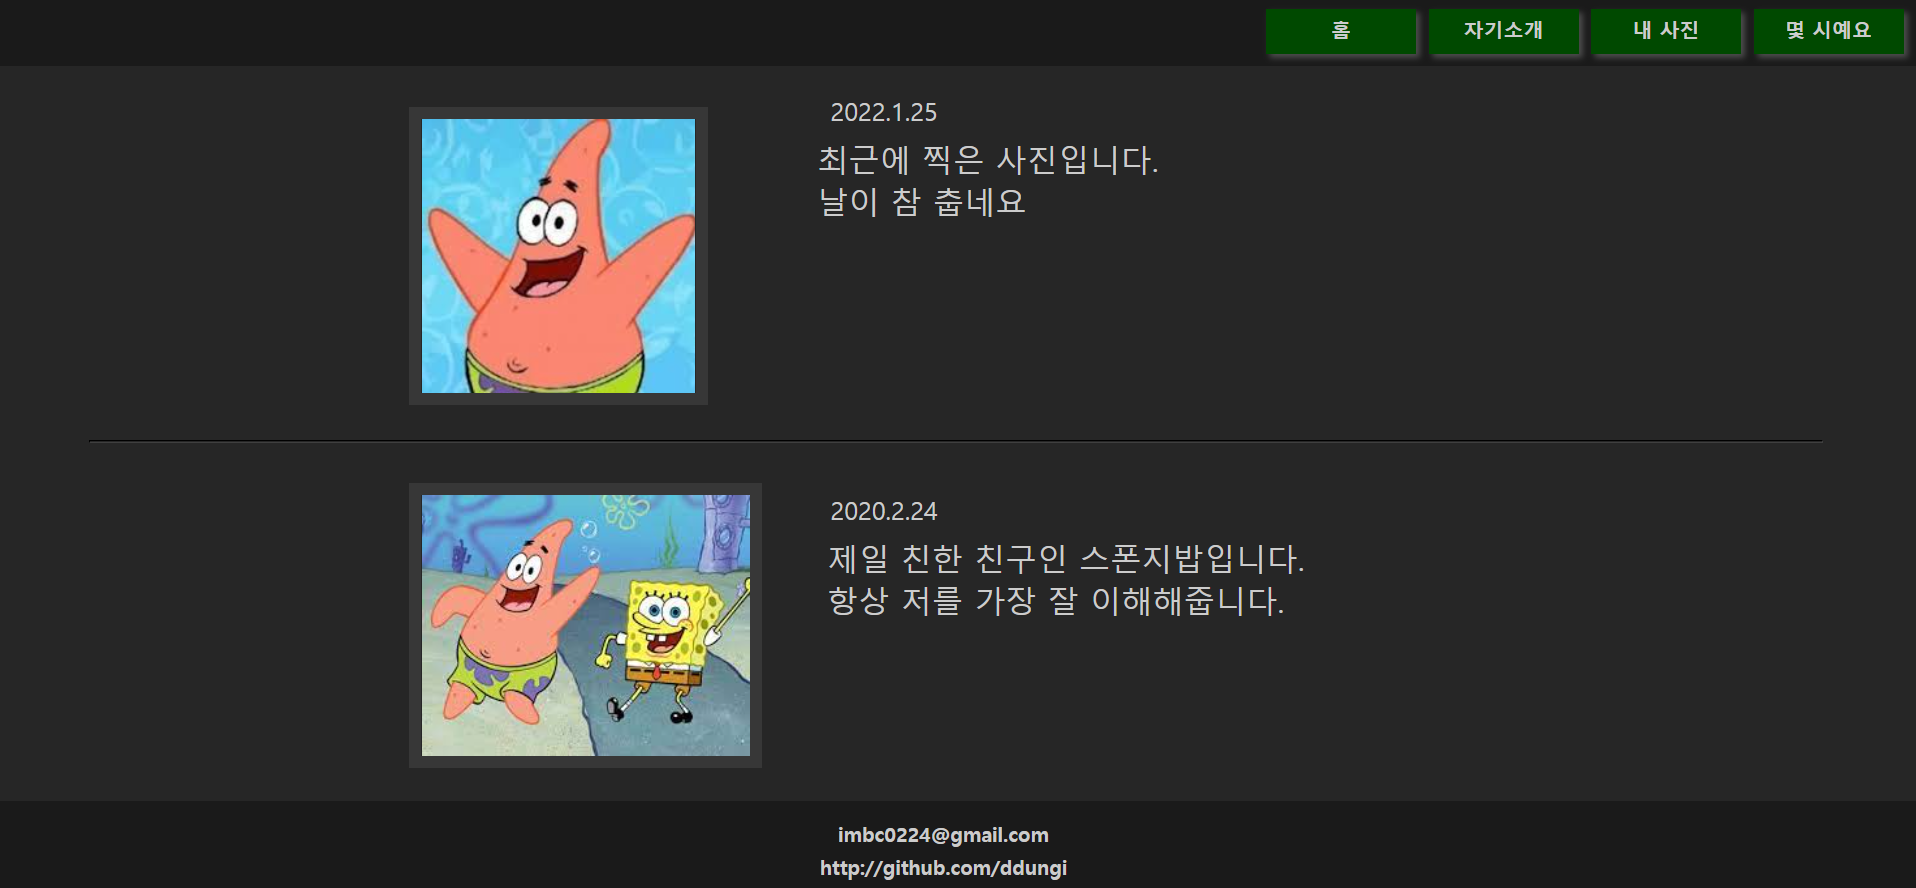 홈
자기소개
내 사진
몇 시예요
2022.1.25
최근에 찍은 사진입니다.
날이 참 춥네요
2020.2.24
제일 친한 친구인 스폰지밥입니다.
항상 저를 가장 잘 이해해줍니다.
imbc0224@gmail.com
http://github.com/ddungi